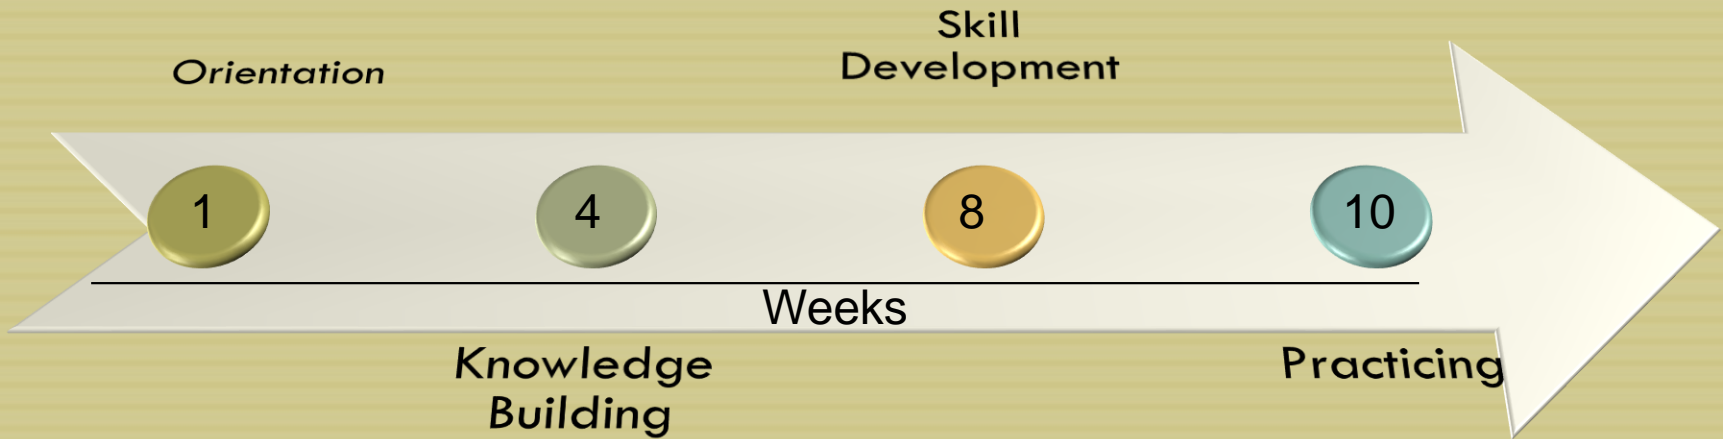 Orientation
Skill
Development
1
4
8
10
Weeks
Knowledge
Building
Practicing